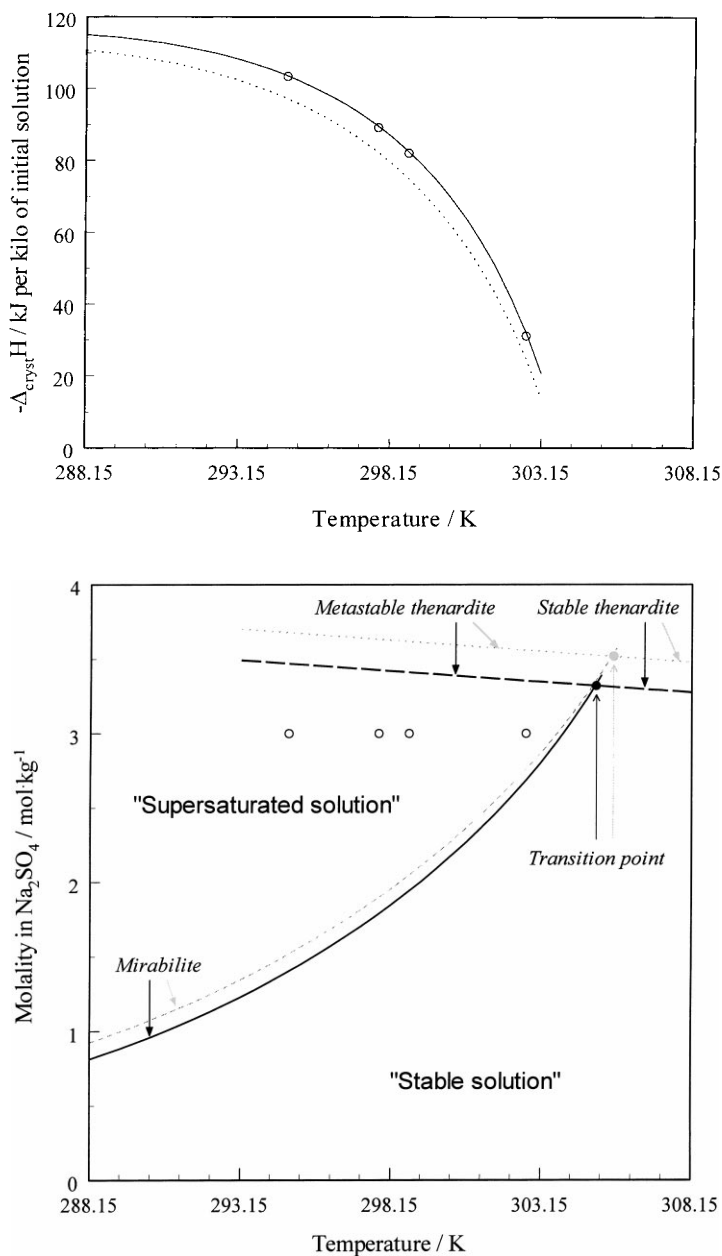 120
100
80
60
40
20
0
-Δcryst H / kJ per kilo of initial solution
288.15 293.15 298.15 303.15 308.15
Temperature / K
4
3
2
1
0
Molality in Na2SO4 / mol·kg-1
Metastable thenardite Stable thenardite
"Supersaturated solution"
Transition point
Mirabilite
"Stable solution"
288.15 293.15 298.15 303.15 308.15
Temperature / K